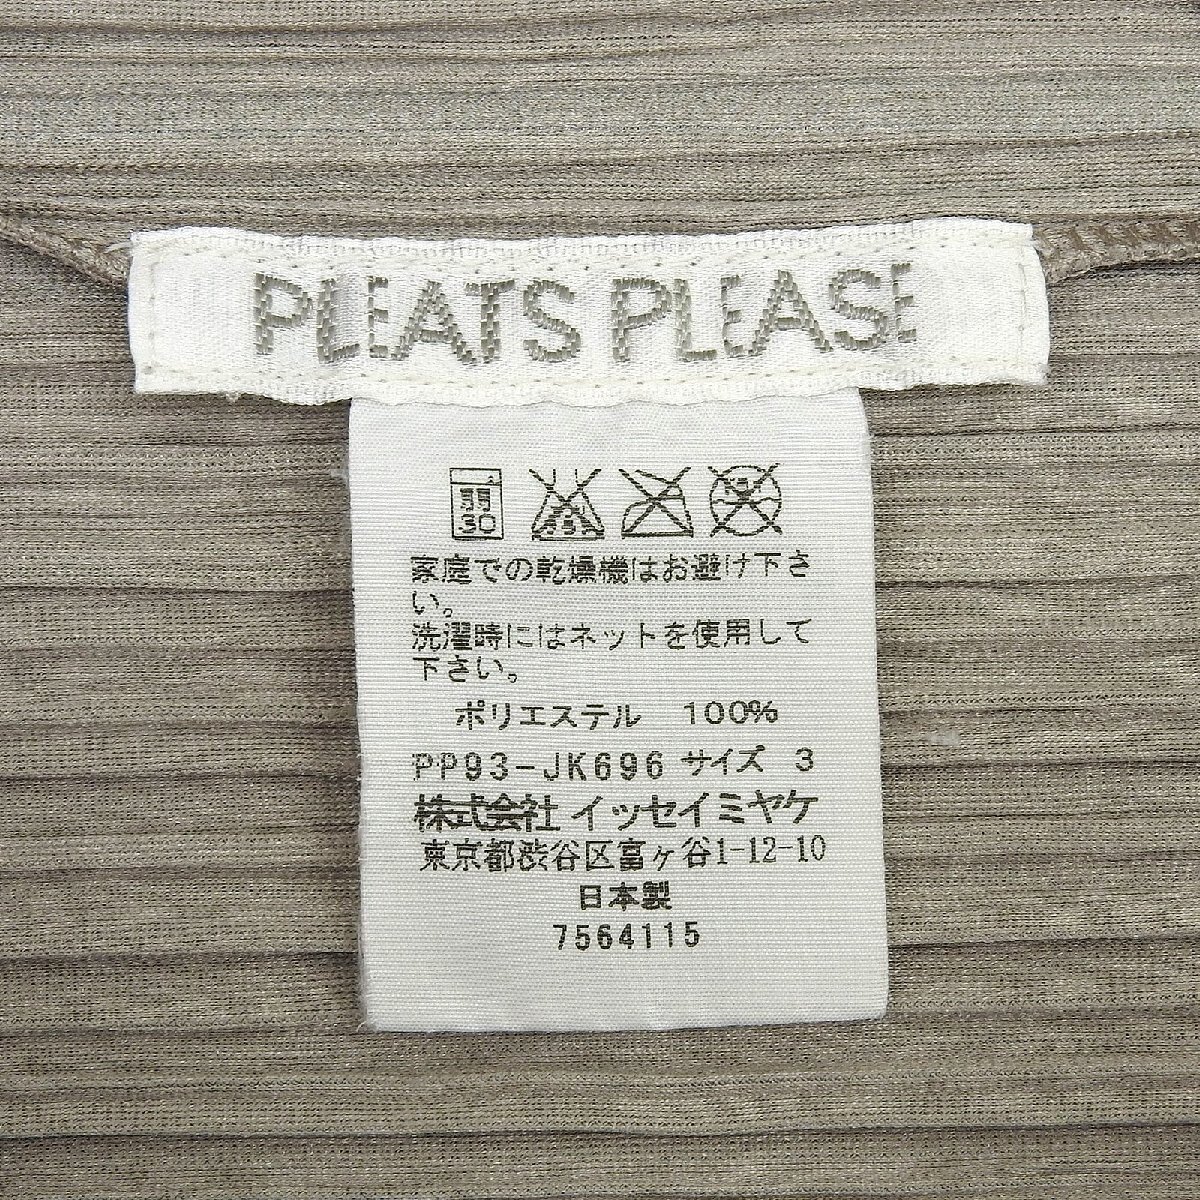 PLEATS PLEASE
弱
30
家庭での乾燥機はお避け下さ
い。
洗濯時にはネットを使用して
下さい。
ポリエステル 100%
PP93-JK696 サイズ 3
株式会社 イッセイミヤケ
東京都渋谷区富ヶ谷1-12-10
日本製
7564115